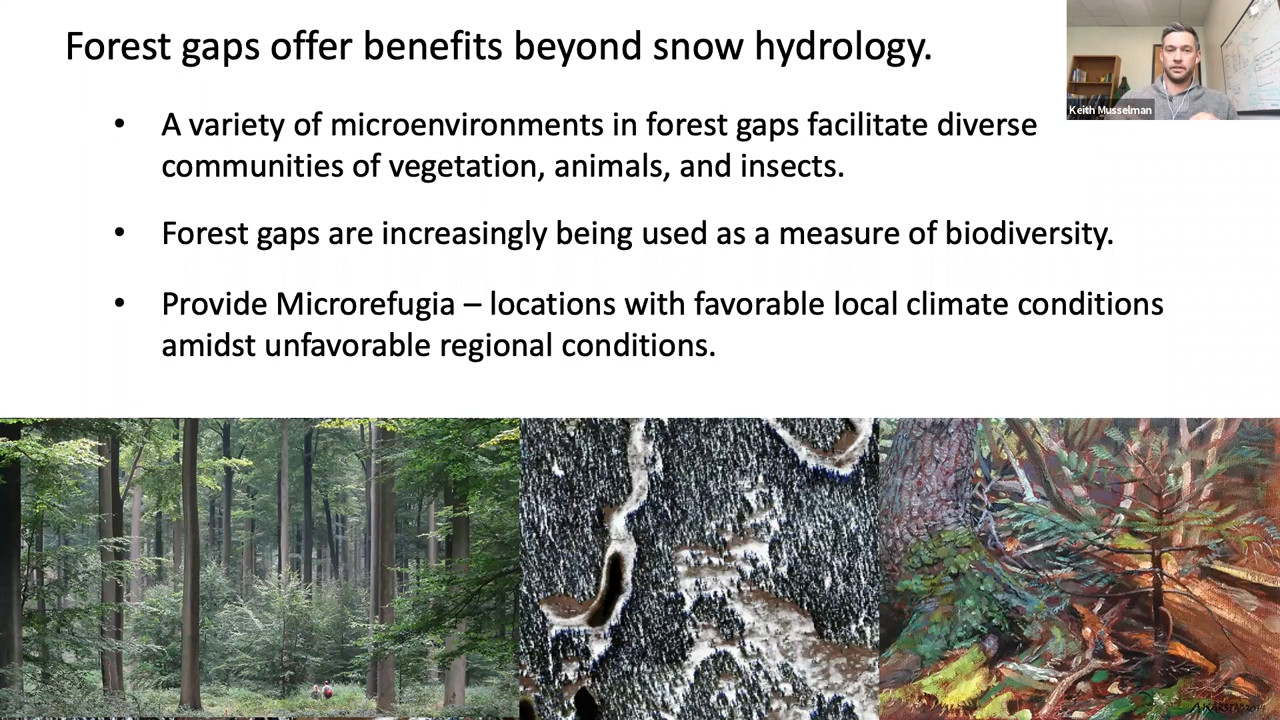 Forest gaps offer benefits beyond snow hydrology.
Keith Musselman
• A variety of microenvironments in forest gaps facilitate diverse
communities of vegetation, animals, and insects.
• Forest gaps are increasingly being used as a measure of biodiversity.
• Provide Microrefugia – locations with favorable local climate conditions
amidst unfavorable regional conditions.